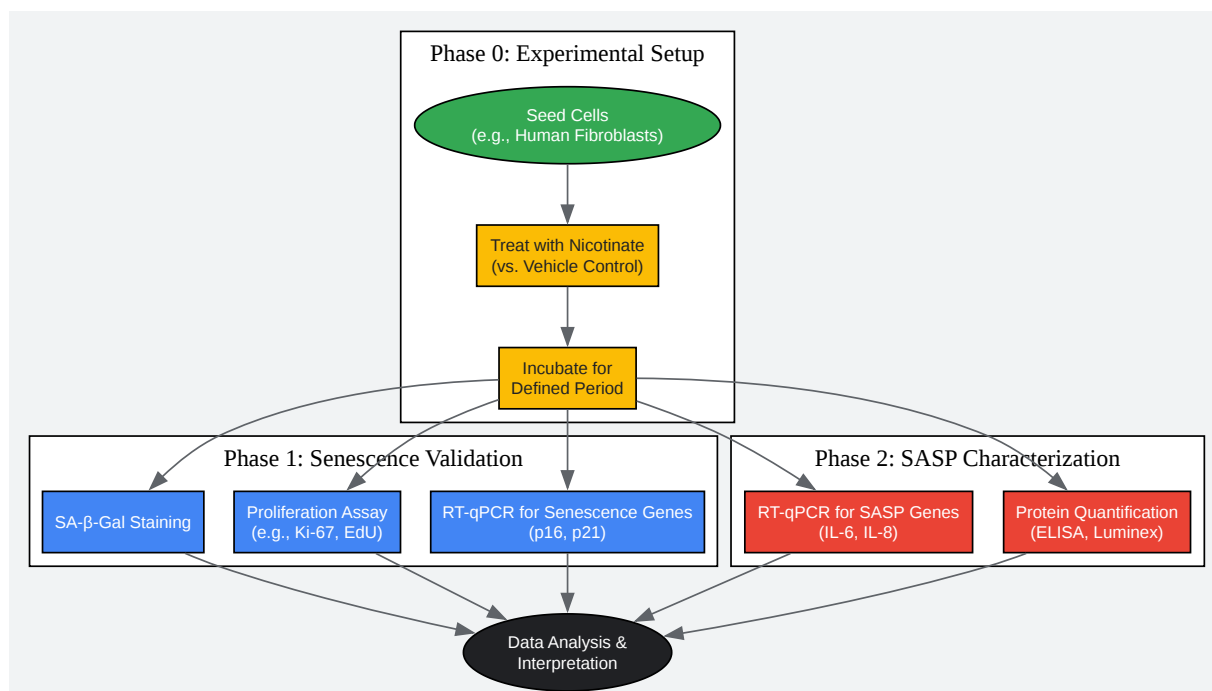 Phase 0: Experimental Setup
Seed Cells
(e.g., Human Fibroblasts)
Treat with Nicotinate
(vs. Vehicle Control)
Incubate for
Defined Period
Phase 1: Senescence Validation
SA-β-Gal Staining
Proliferation Assay
(e.g., Ki-67, EdU)
RT-qPCR for Senescence Genes
(p16, p21)
Phase 2: SASP Characterization
RT-qPCR for SASP Genes
(IL-6, IL-8)
Protein Quantification
(ELISA, Luminex)
Data Analysis &
Interpretation